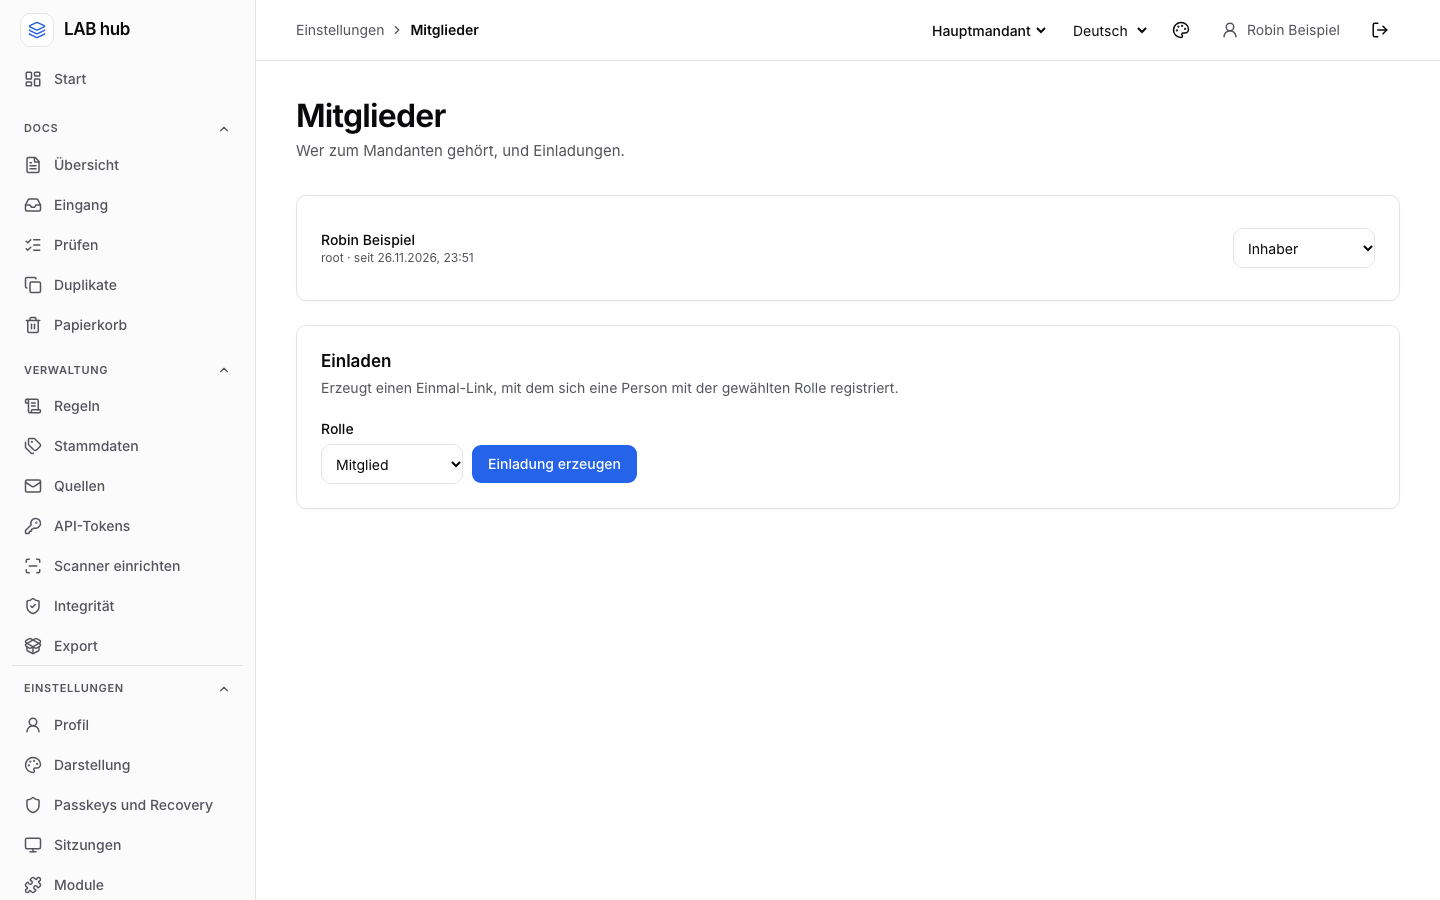 LAB hub
Start
DOCS
Übersicht
Eingang
Prüfen
Duplikate
Papierkorb
VERWALTUNG
Regeln
Stammdaten
Quellen
API-Tokens
Scanner einrichten
Integrität
Export
EINSTELLUNGEN
Profil
Darstellung
Passkeys und Recovery
Sitzungen
Module
Einstellungen > Mitglieder
Hauptmandant
Deutsch
Robin Beispiel
Mitglieder
Wer zum Mandanten gehört, und Einladungen.
Robin Beispiel
root · seit 26.11.2026, 23:51
Inhaber
Einladen
Erzeugt einen Einmal-Link, mit dem sich eine Person mit der gewählten Rolle registriert.
Rolle
Mitglied
Einladung erzeugen